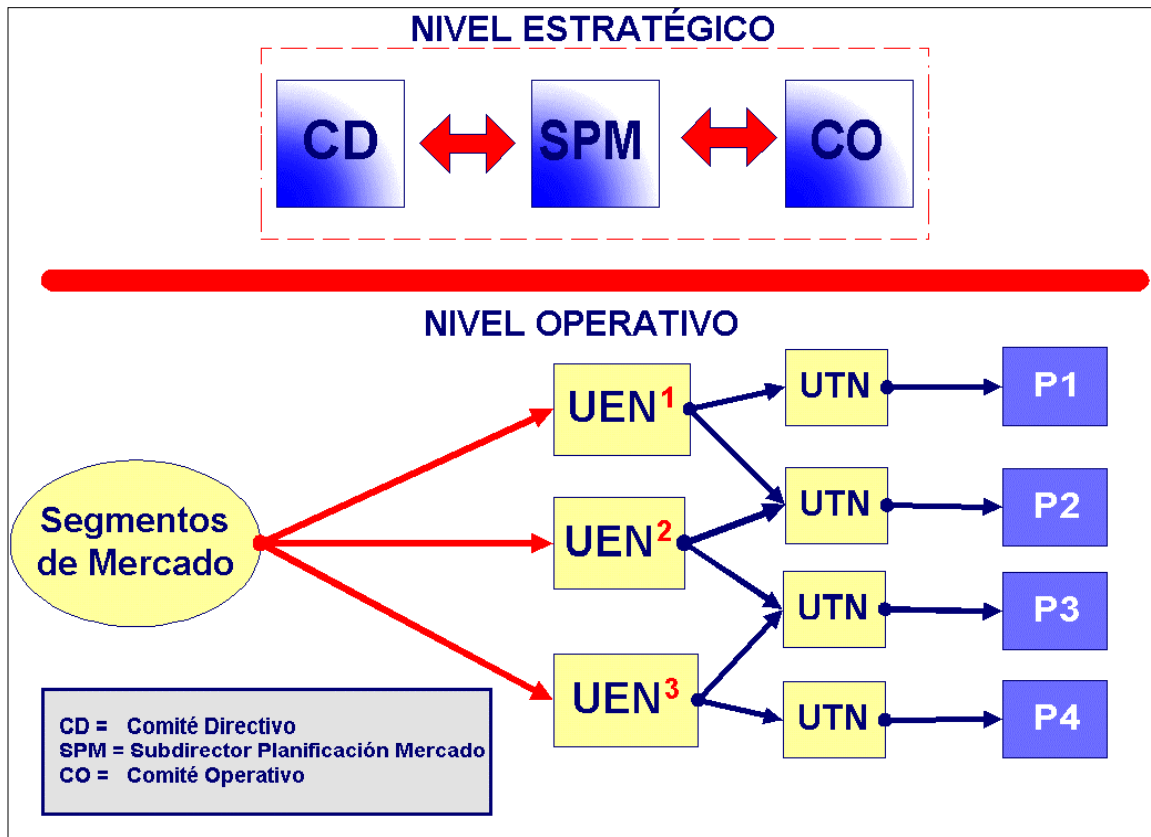 NIVEL ESTRATÉGICO
CD
SPM
CO
NIVEL OPERATIVO
Segmentos
de Mercado
UEN1
UEN2
UEN3
UTN
UTN
UTN
UTN
P1
P2
P3
P4
CD = Comité Directivo
SPM = Subdirector Planificación Mercado
CO = Comité Operativo